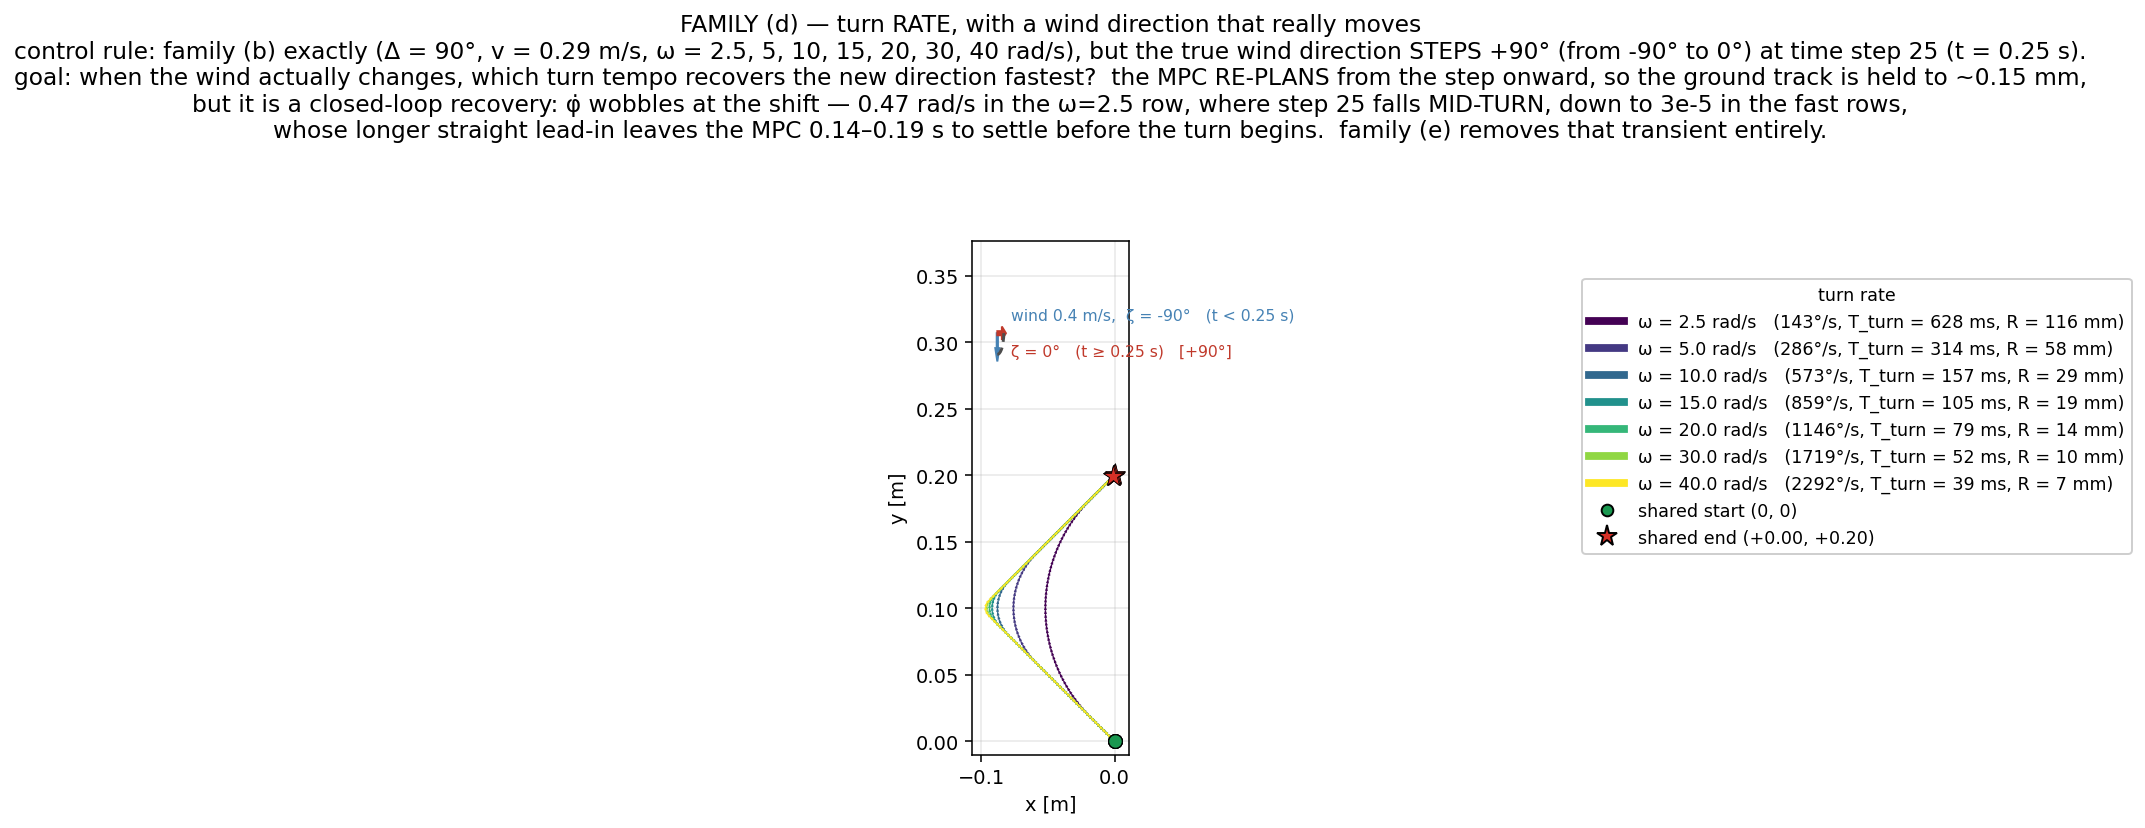 FAMILY (d) — turn RATE, with a wind direction that really moves
control rule: family (b) exactly (Δ = 90°, v = 0.29 m/s, ω = 2.5, 5, 10, 15, 20, 30, 40 rad/s), but the true wind direction STEPS +90° (from -90° to 0°) at time step 25 (t = 0.25 s).
goal: when the wind actually changes, which turn tempo recovers the new direction fastest?  the MPC RE-PLANS from the step onward, so the ground track is held to ~0.15 mm,
but it is a closed-loop recovery: φ̇ wobbles at the shift — 0.47 rad/s in the ω=2.5 row, where step 25 falls MID-TURN, down to 3e-5 in the fast rows,
whose longer straight lead-in leaves the MPC 0.14–0.19 s to settle before the turn begins.  family (e) removes that transient entirely.
0.35
wind 0.4 m/s,  ζ = -90°   (t < 0.25 s)
0.30
ζ = 0°   (t ≥ 0.25 s)   [+90°]
0.25
0.20
0.15
0.10
0.05
0.00
y [m]
−0.1
0.0
x [m]
turn rate
ω = 2.5 rad/s   (143°/s, T_turn = 628 ms, R = 116 mm)
ω = 5.0 rad/s   (286°/s, T_turn = 314 ms, R = 58 mm)
ω = 10.0 rad/s   (573°/s, T_turn = 157 ms, R = 29 mm)
ω = 15.0 rad/s   (859°/s, T_turn = 105 ms, R = 19 mm)
ω = 20.0 rad/s   (1146°/s, T_turn = 79 ms, R = 14 mm)
ω = 30.0 rad/s   (1719°/s, T_turn = 52 ms, R = 10 mm)
ω = 40.0 rad/s   (2292°/s, T_turn = 39 ms, R = 7 mm)
shared start (0, 0)
shared end (+0.00, +0.20)